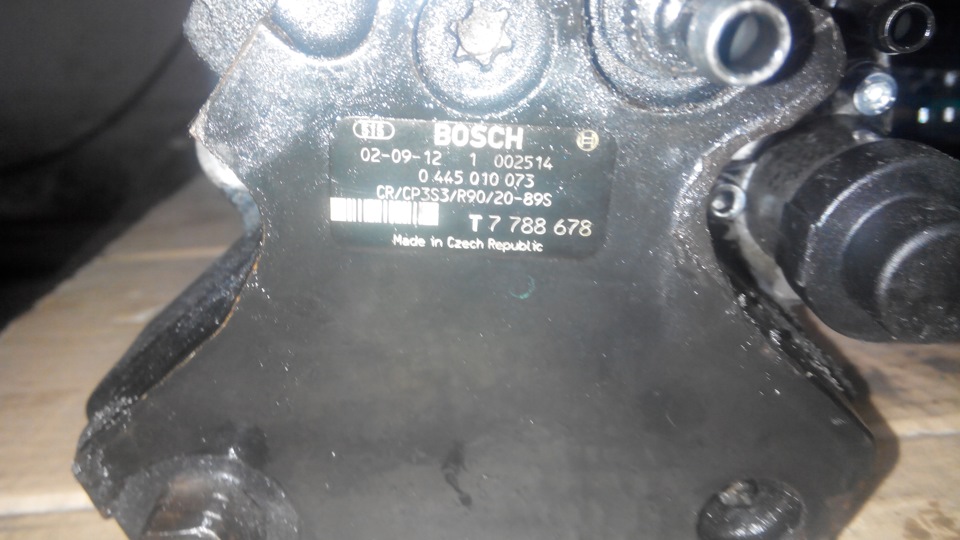 616 BOSCH
02-09-12 1 002514
0 445 010 073
CR/CP3S3/R90/20-89S
T 7 788 678
Made in Czech Republic